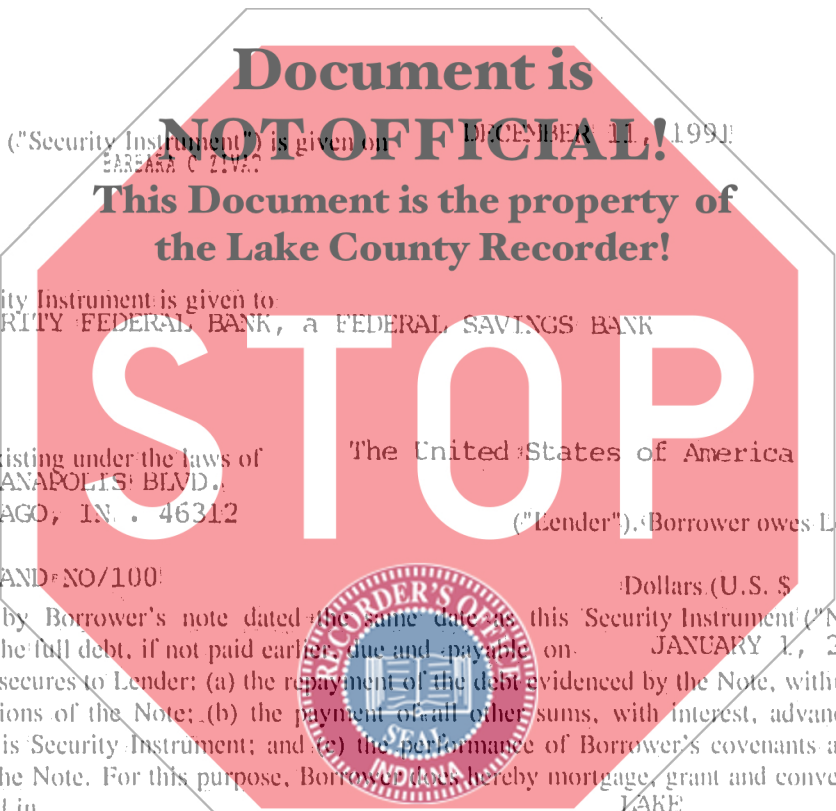 Document is
NOT OFFICIAL!
("Security Instrument") is given on DECEMBER 11, 1991
BARBARA C
This Document is the property of
the Lake County Recorder!
ity Instrument is given to
RITY FEDERAL BANK, a FEDERAL SAVINGS BANK
STOP
isting under the laws of The United States of America
ANAPOLIS BLVD.,
AGO, IN. 46312
("Lender"). Borrower owes L
AND NO/100
Dollars (U.S. $
by Borrower's note dated the same date as this Security Instrument ("N
he full debt, if not paid earlier, due and payable on JANUARY 1,
secures to Lender: (a) the repayment of the debt evidenced by the Note, with
ions of the Note; (b) the payment of all other sums, with interest, advanc
is Security Instrument; and (c) the performance of Borrower's covenants a
he Note. For this purpose, Borrower does hereby mortgage, grant and conve
d in LAKE
RECORDER'S OFFICE
SEAL
INDIANA